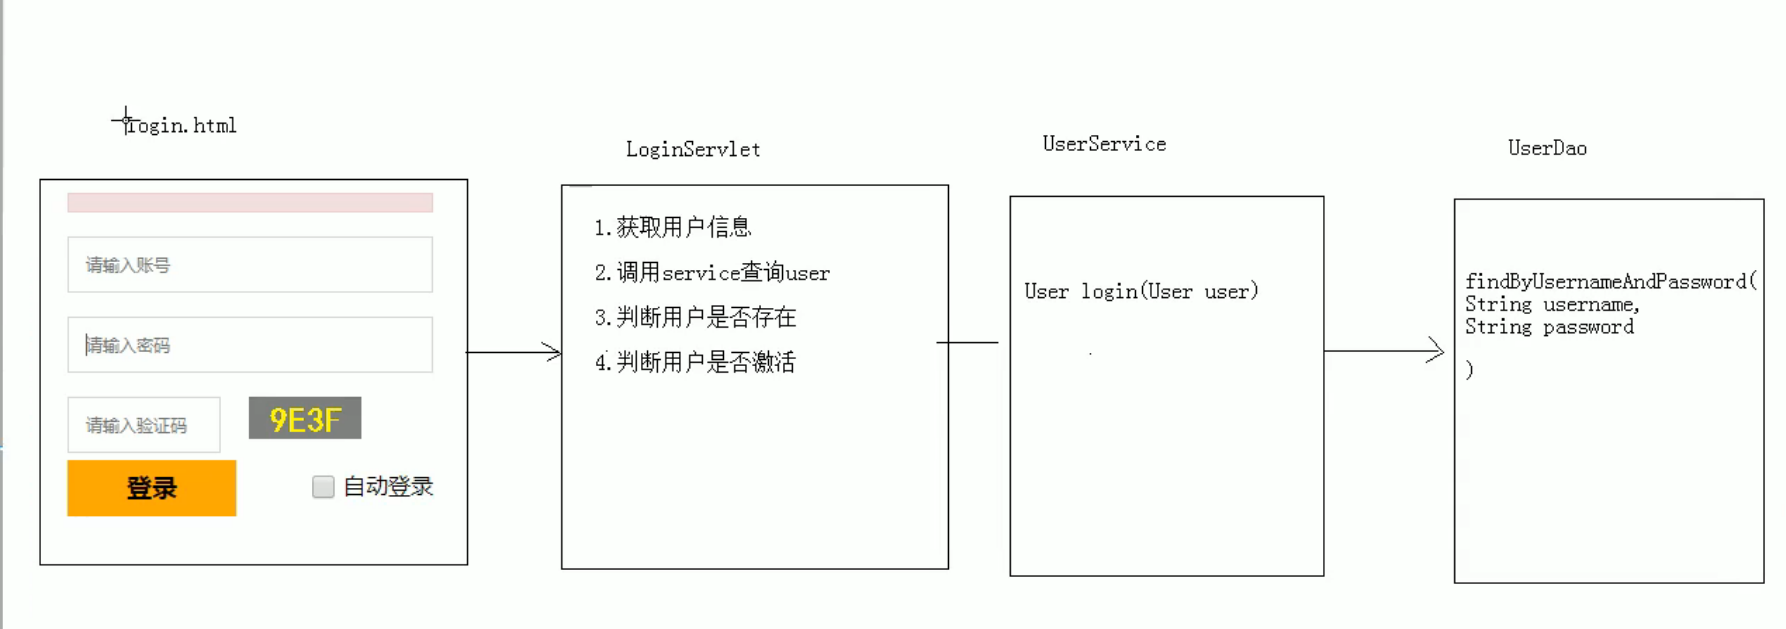 login.html
请输入账号
请输入密码
请输入验证码
9E3F
登录
自动登录
LoginServlet
1.获取用户信息
2.调用service查询user
3.判断用户是否存在
4.判断用户是否激活
UserService
User login(User user)
UserDao
findByUsernameAndPassword(
String username,
String password
)